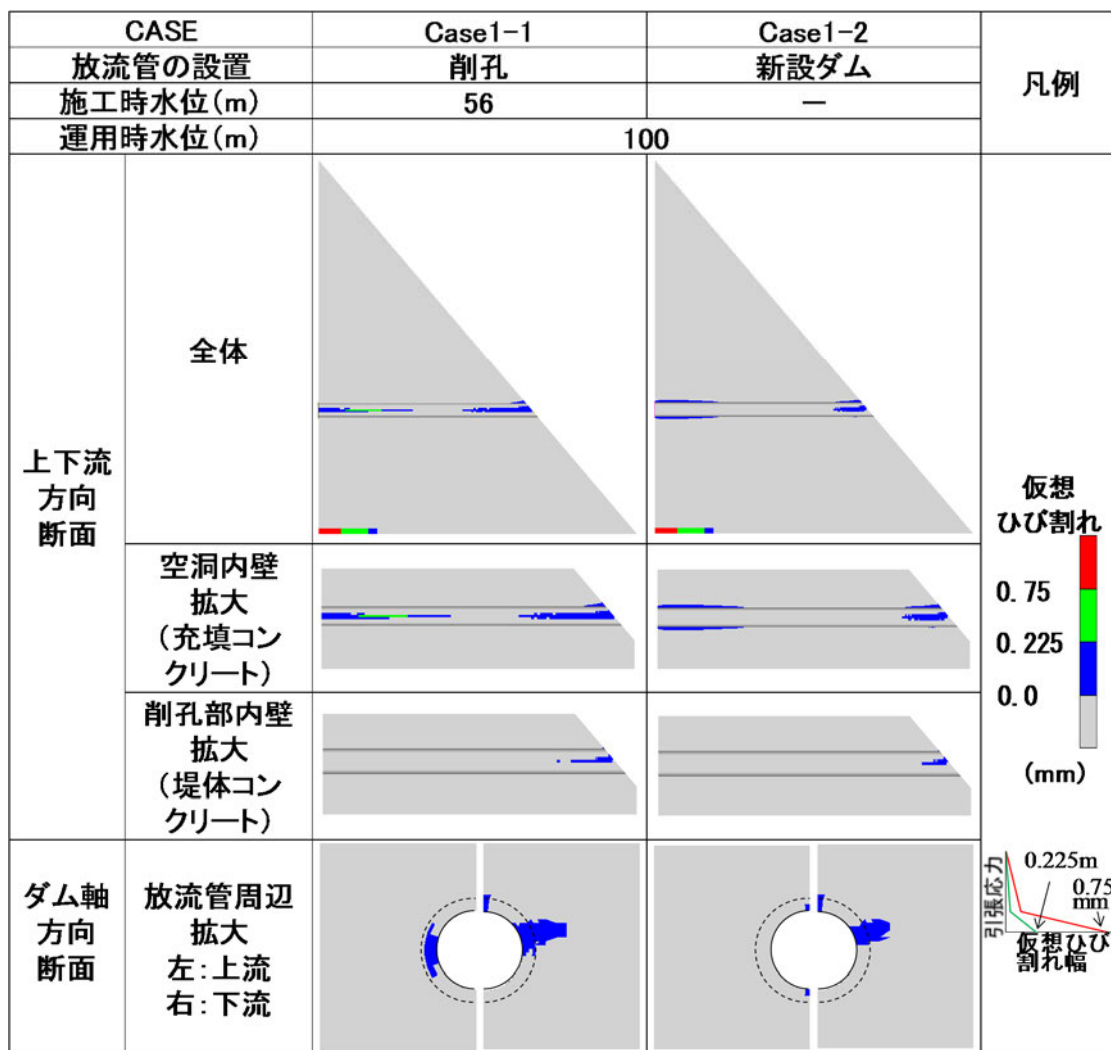 CASE Case1-1 Case1-2 凡例
放流管の設置 削孔 新設ダム
施工時水位(m) 56 —
運用時水位(m) 100
上下流
方向
断面
全体
空洞内壁
拡大
(充填コン
クリート)
削孔部内壁
拡大
(堤体コン
クリート)
仮想
ひび割れ
0.75
0.225
0.0
(mm)
ダム軸
方向
断面
放流管周辺
拡大
左:上流
右:下流
引張応力
0.225m
0.75
mm
仮想ひび
割れ幅